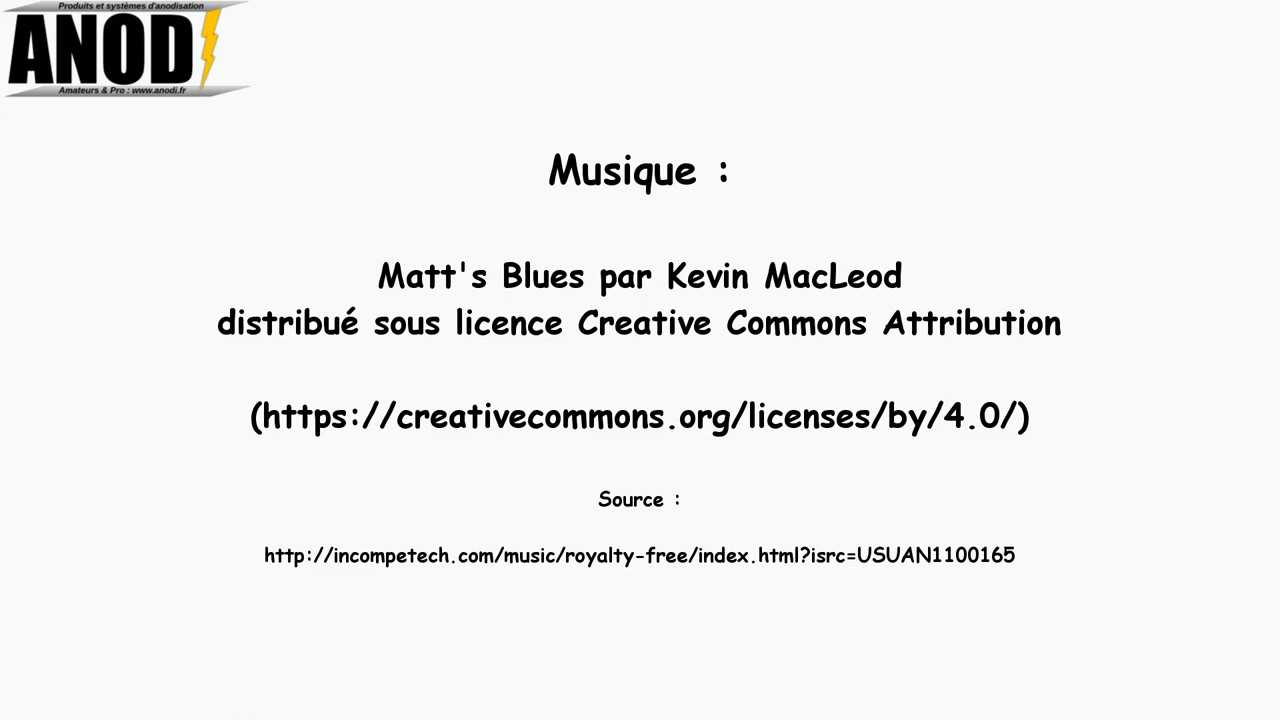 Produits et systèmes d'anodisation
ANODI
Amateurs & Pro : www.anodi.fr
Musique :
Matt's Blues par Kevin MacLeod
distribué sous licence Creative Commons Attribution
(https://creativecommons.org/licenses/by/4.0/)
Source :
http://incompetech.com/music/royalty-free/index.html?isrc=USUAN1100165